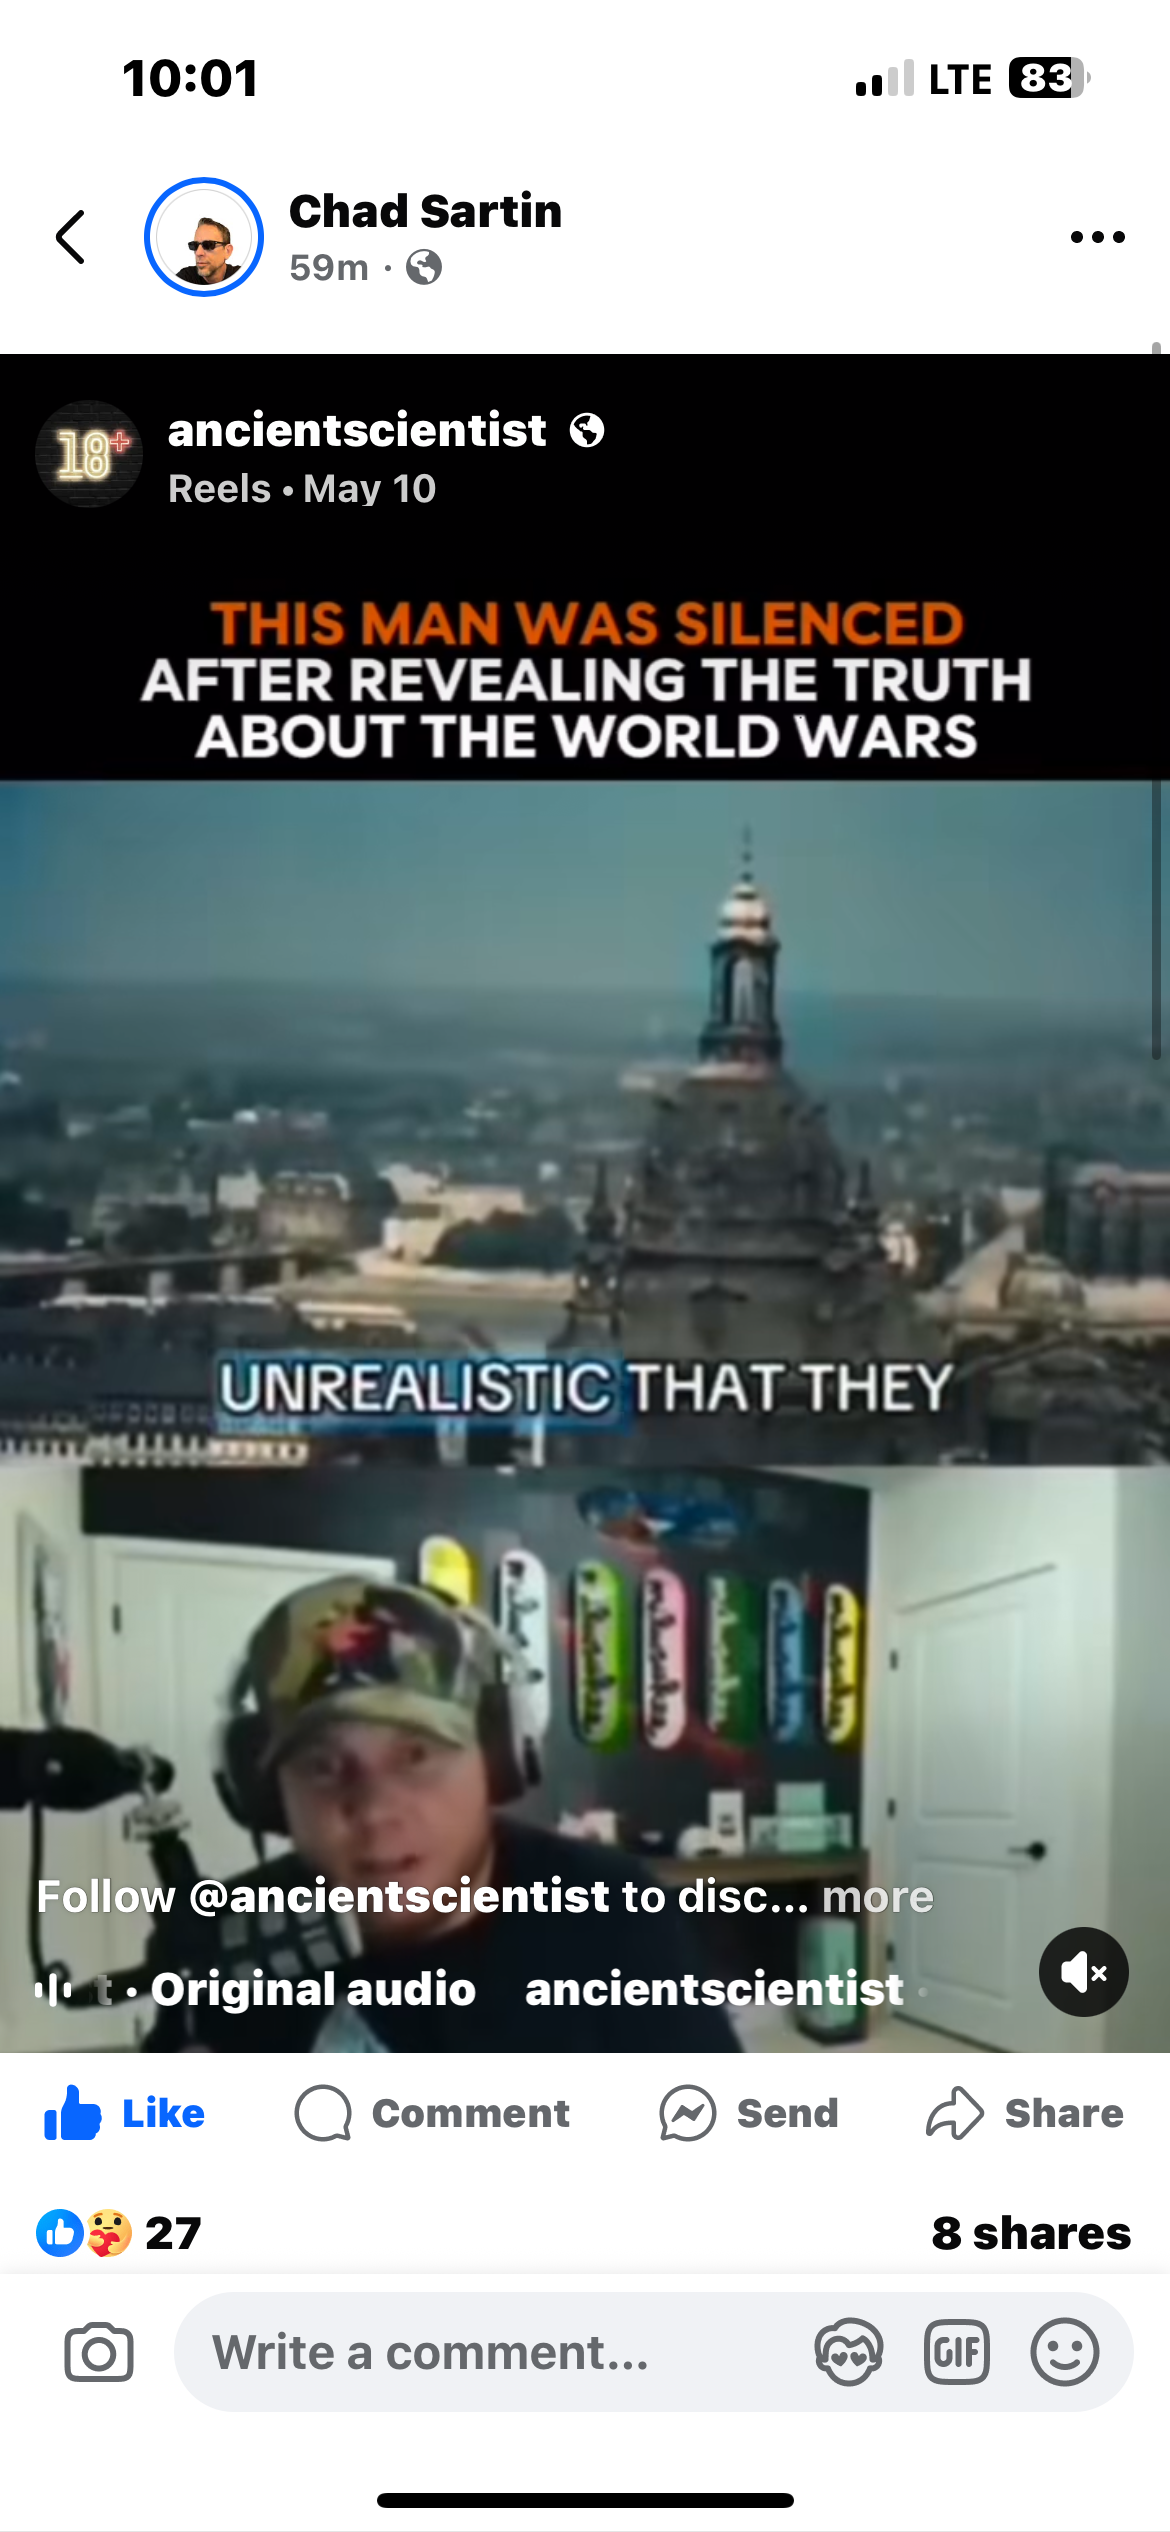 10:01
LTE 83
Chad Sartin
59m ·
18+
ancientscientist
Reels • May 10
THIS MAN WAS SILENCED
AFTER REVEALING THE TRUTH
ABOUT THE WORLD WARS
UNREALISTIC THAT THEY
Follow @ancientscientist to disc... more
t • Original audio ancientscientist
Like Comment Send Share
27 8 shares
Write a comment... GIF